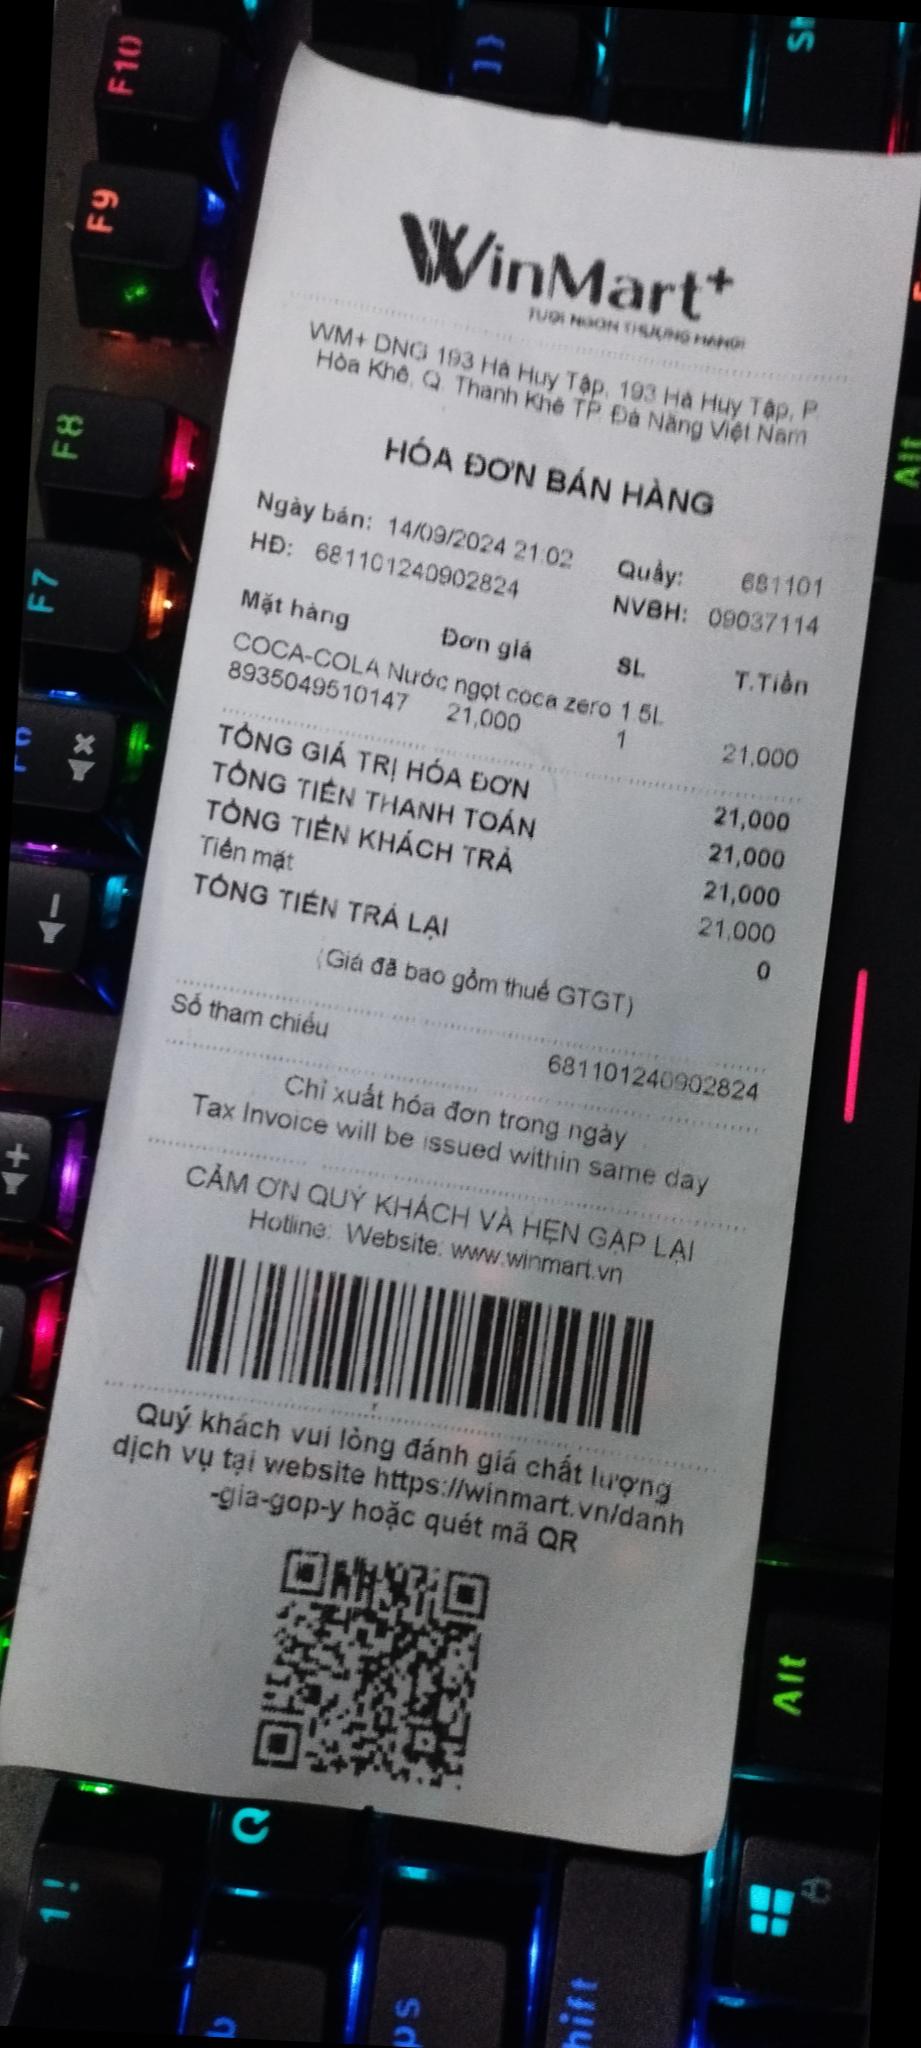 WinMart+
TƯƠI NGON THƯỢNG HẠNG!
WM+ DNG 193 Hà Huy Tập, 193 Hà Huy Tập, P.
Hòa Khê, Q. Thanh Khê TP. Đà Nẵng Việt Nam
HÓA ĐƠN BÁN HÀNG
Ngày bán: 14/09/2024 21:02 Quầy: 681101
HĐ: 681101240902824 NVBH: 09037114
Mặt hàng Đơn giá SL T.Tiền
COCA-COLA Nước ngọt coca zero 1.5L
8935049510147 21,000 1 21,000
TỔNG GIÁ TRỊ HÓA ĐƠN 21,000
TỔNG TIỀN THANH TOÁN 21,000
TỔNG TIỀN KHÁCH TRẢ 21,000
Tiền mặt 21,000
TỔNG TIỀN TRẢ LẠI 0
(Giá đã bao gồm thuế GTGT)
Số tham chiếu 681101240902824
Chỉ xuất hóa đơn trong ngày
Tax Invoice will be issued within same day
CẢM ƠN QUÝ KHÁCH VÀ HẸN GẶP LẠI
Hotline: Website: www.winmart.vn
Quý khách vui lòng đánh giá chất lượng
dịch vụ tại website https://winmart.vn/danh
-gia-gop-y hoặc quét mã QR
F10
F9
F8
F7
Alt
Alt
1 !